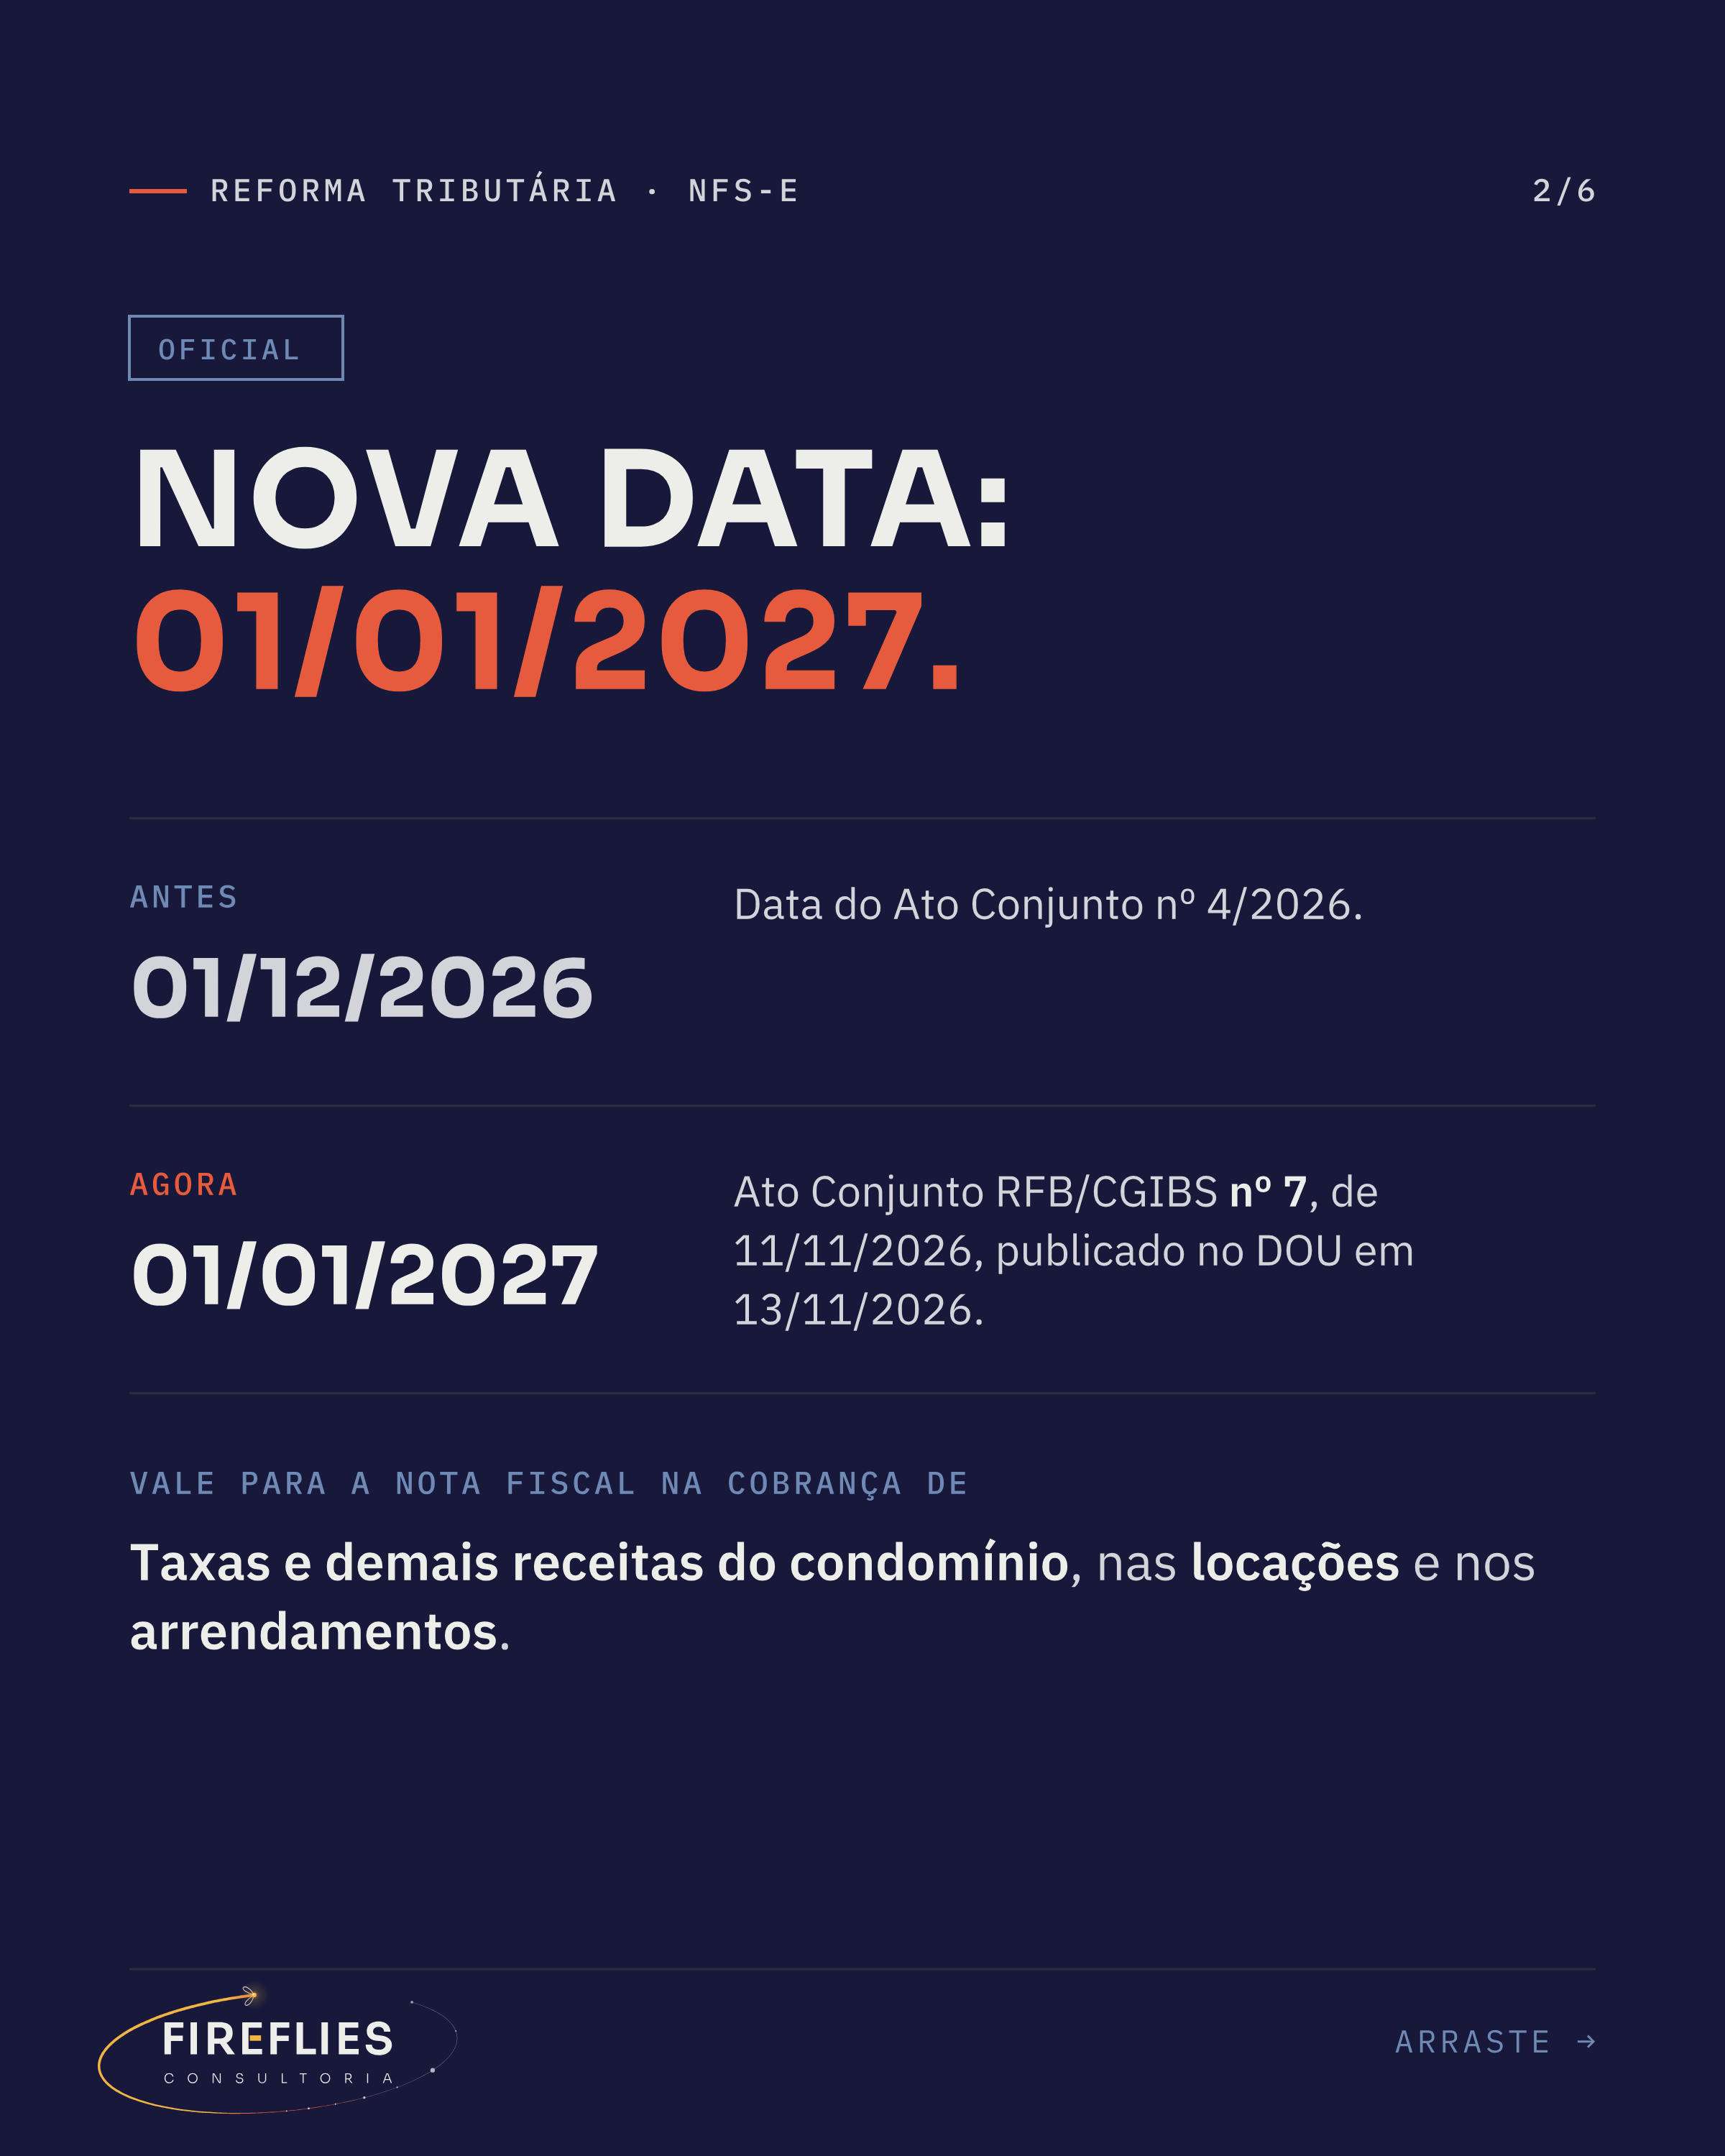 REFORMA TRIBUTÁRIA · NFS-E
2/6
OFICIAL
NOVA DATA:
01/01/2027.
ANTES
01/12/2026
Data do Ato Conjunto nº 4/2026.
AGORA
01/01/2027
Ato Conjunto RFB/CGIBS nº 7, de
11/11/2026, publicado no DOU em
13/11/2026.
VALE PARA A NOTA FISCAL NA COBRANÇA DE
Taxas e demais receitas do condomínio, nas locações e nos
arrendamentos.
FIREFLIES
CONSULTORIA
ARRASTE →